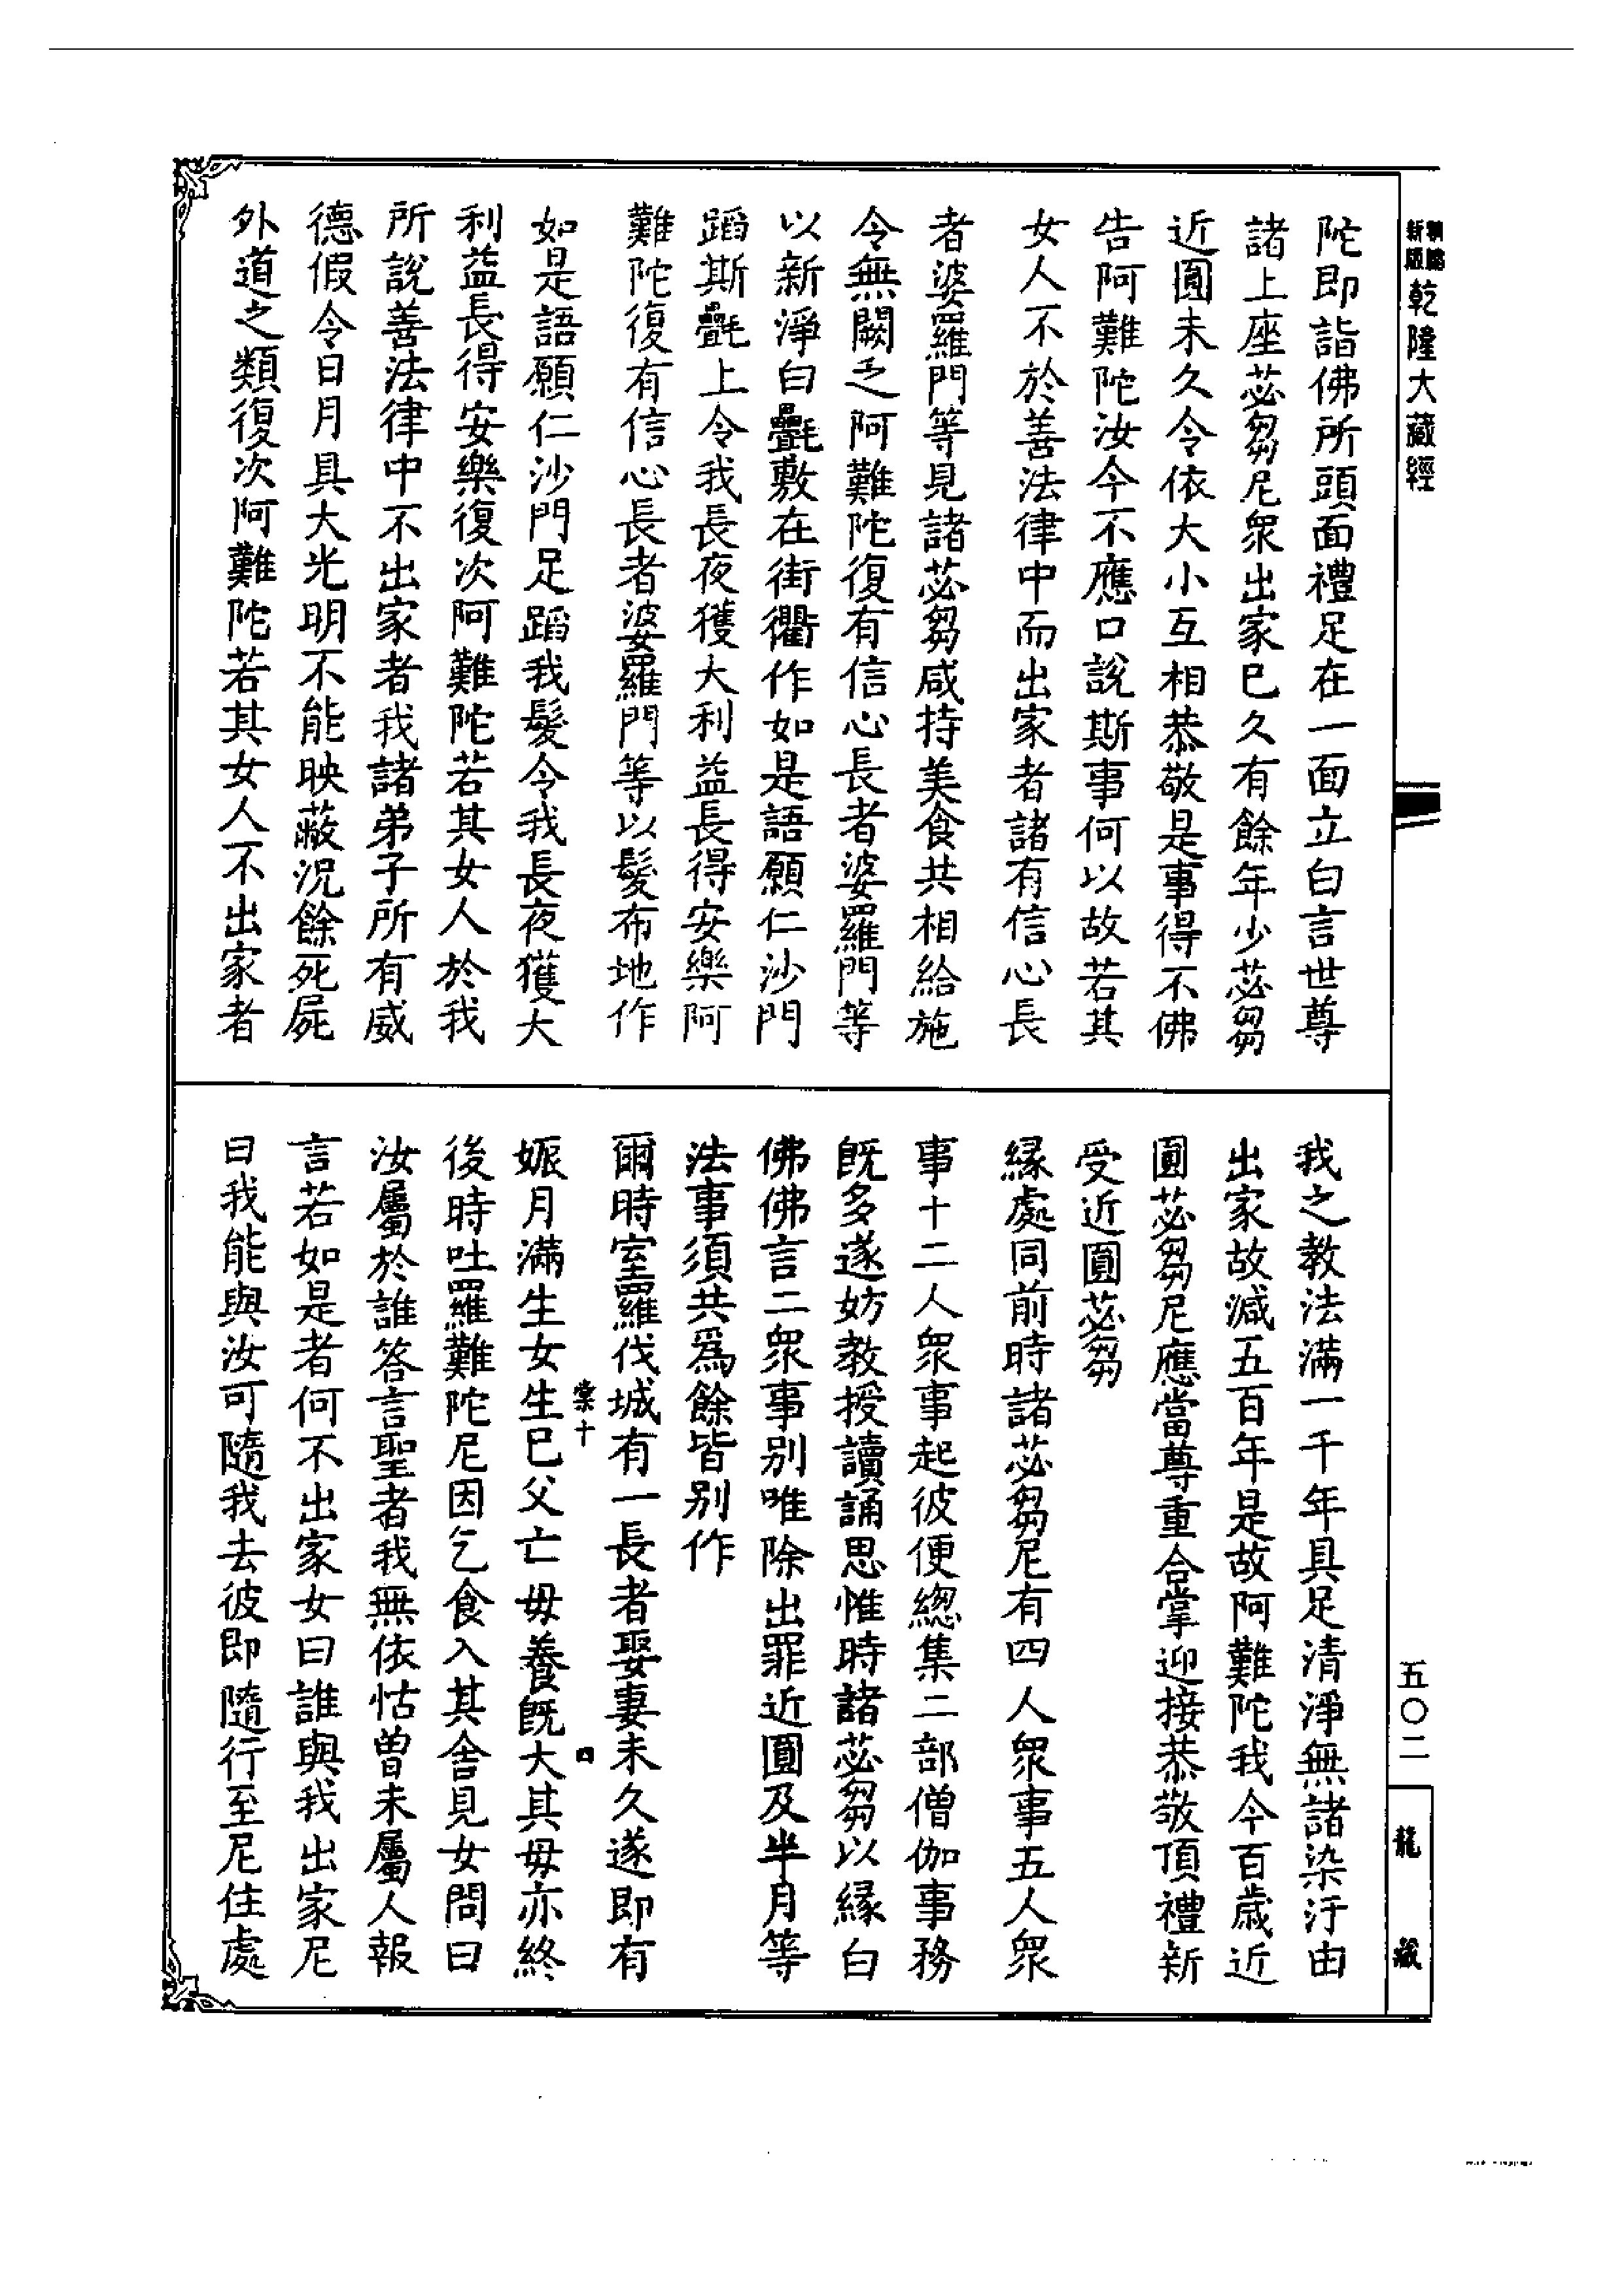 新版
乾隆大藏經
陀即詣佛所頭面禮足在一面立白言世尊
諸上座苾芻尼衆出家已久有餘年少苾芻
近圓未久令依大小互相恭敬是事得不佛
告阿難陀汝今不應口說斯事何以故若其
女人不於善法律中而出家者諸有信心長
者婆羅門等見諸苾芻咸持美食共相給施
令無闕乏阿難陀復有信心長者婆羅門等
以新淨白㲲敷在街衢作如是語願仁沙門
蹈斯㲲上令我長夜獲大利益長得安樂阿
難陀復有信心長者婆羅門等以髮布地作
如是語願仁沙門足蹈我髮令我長夜獲大
利益長得安樂復次阿難陀若其女人於我
所說善法律中不出家者我諸弟子所有威
德假令日月具大光明不能映蔽況餘死屍
外道之類復次阿難陀若其女人不出家者
我之教法滿一千年具足清淨無諸染汙由
出家故減五百年是故阿難陀我今百歲近
圓苾芻尼應當尊重合掌迎接恭敬頂禮新
受近圓苾芻
緣處同前時諸苾芻尼有四人衆事五人衆
事十二人衆事起彼便總集二部僧伽事務
既多遂妨教授讀誦思惟時諸苾芻以緣白
佛佛言二衆事別唯除出罪近圓及半月等
法事須共爲餘皆別作
爾時室羅伐城有一長者娶妻未久遂即有
棠十
娠月滿生女生已父亡母養旣大其母亦終
後時吐羅難陀尼因乞食入其舍見女問曰
汝屬於誰答言聖者我無依怙曾未屬人報
言若如是者何不出家女曰誰與我出家尼
曰我能與汝可隨我去彼即隨行至尼住處
五〇二
龍藏